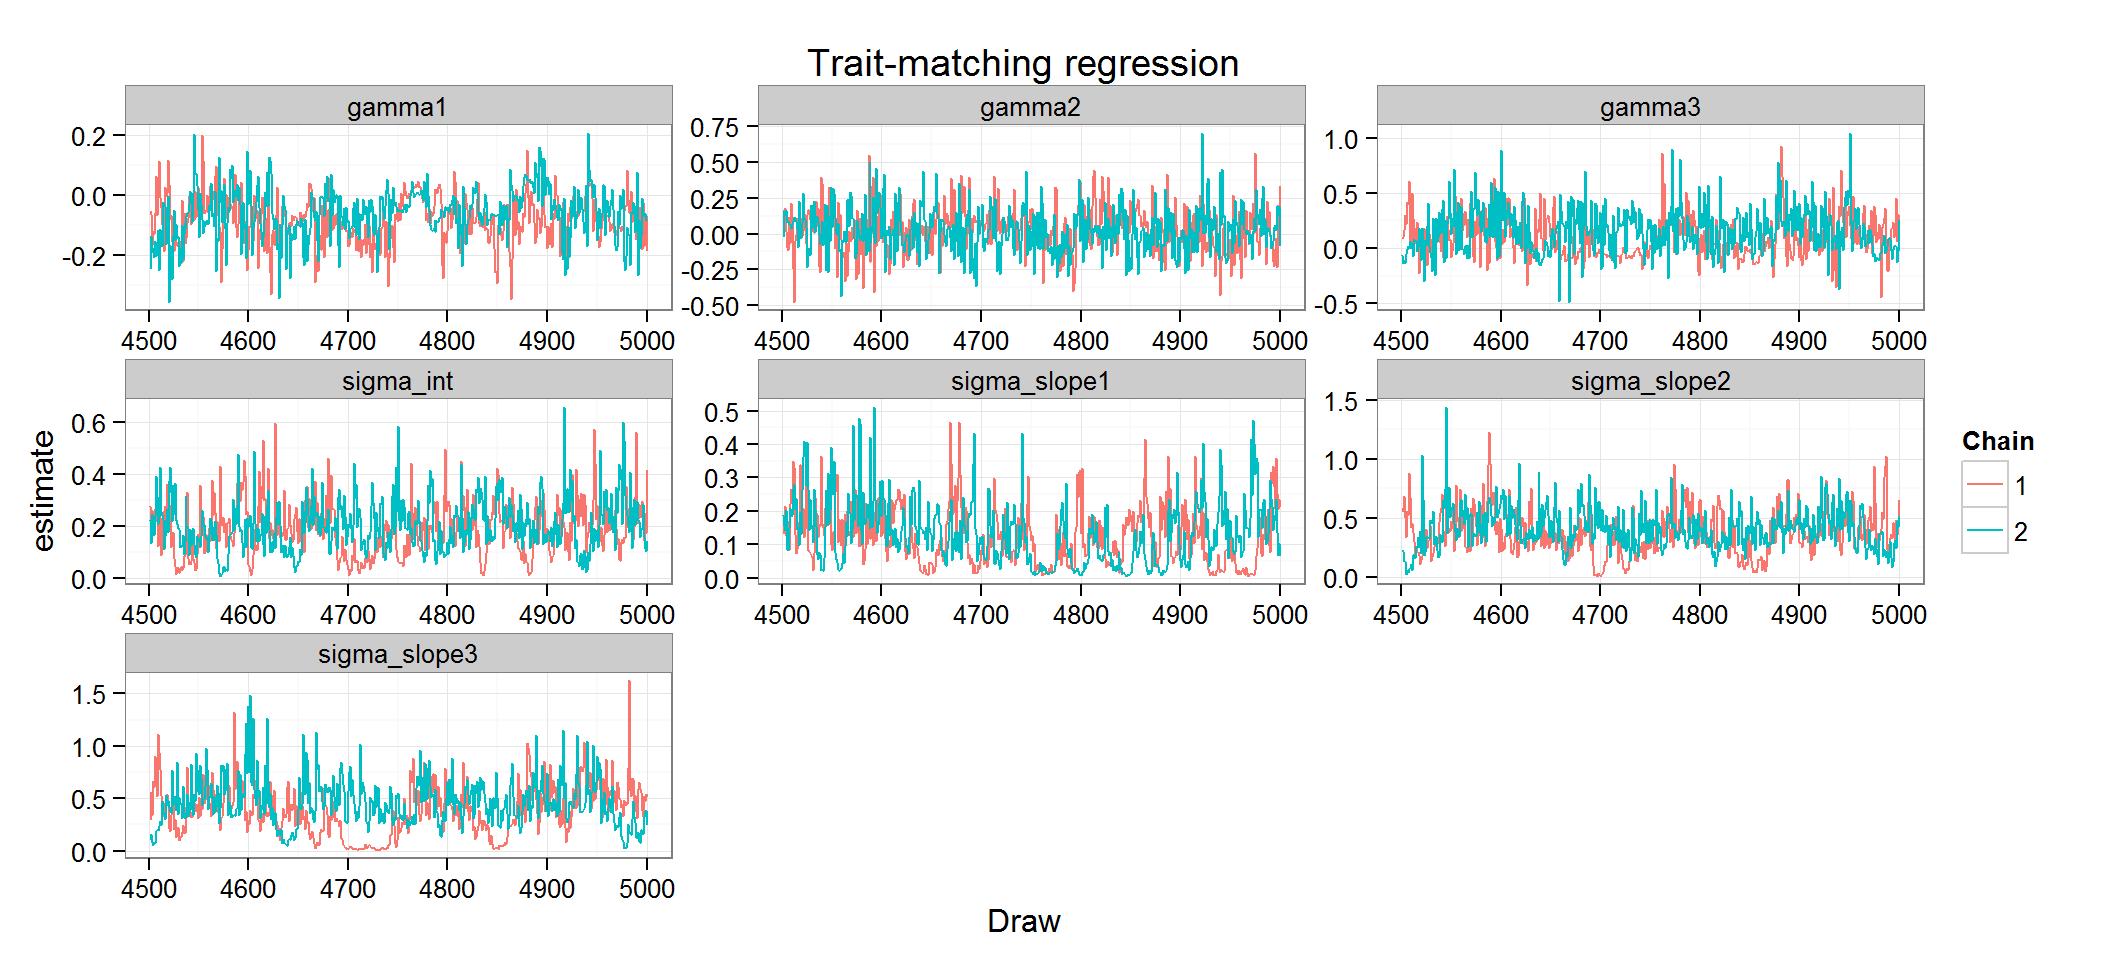 Trait-matching regression
gamma1 gamma2 gamma3
0.2 0.0 -0.2
0.75 0.50 0.25 0.00 -0.25 -0.50
1.0 0.5 0.0 -0.5
4500 4600 4700 4800 4900 5000 4500 4600 4700 4800 4900 5000 4500 4600 4700 4800 4900 5000
sigma_int sigma_slope1 sigma_slope2
0.6 0.4 0.2 0.0
0.5 0.4 0.3 0.2 0.1 0.0
1.5 1.0 0.5 0.0
4500 4600 4700 4800 4900 5000 4500 4600 4700 4800 4900 5000 4500 4600 4700 4800 4900 5000
sigma_slope3
1.5 1.0 0.5 0.0
4500 4600 4700 4800 4900 5000
estimate
Draw
Chain
1
2